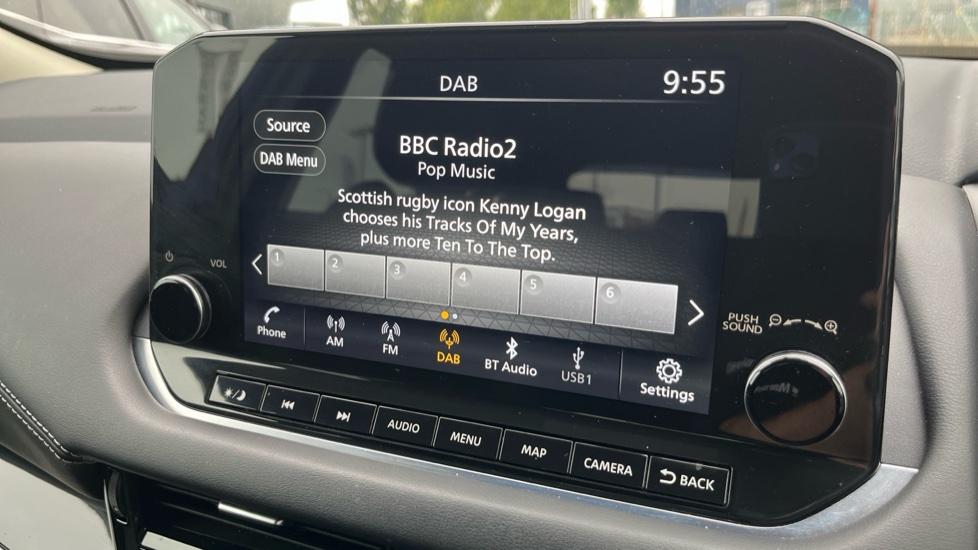 DAB
9:55
Source
BBC Radio2
DAB Menu
Pop Music
Scottish rugby icon Kenny Logan
chooses his Tracks Of My Years,
plus more Ten To The Top.
1 2 3 4 5 6
VOL
PUSH
SOUND
Phone
AM
FM
DAB
BT Audio
USB1
Settings
AUDIO
MENU
MAP
CAMERA
BACK